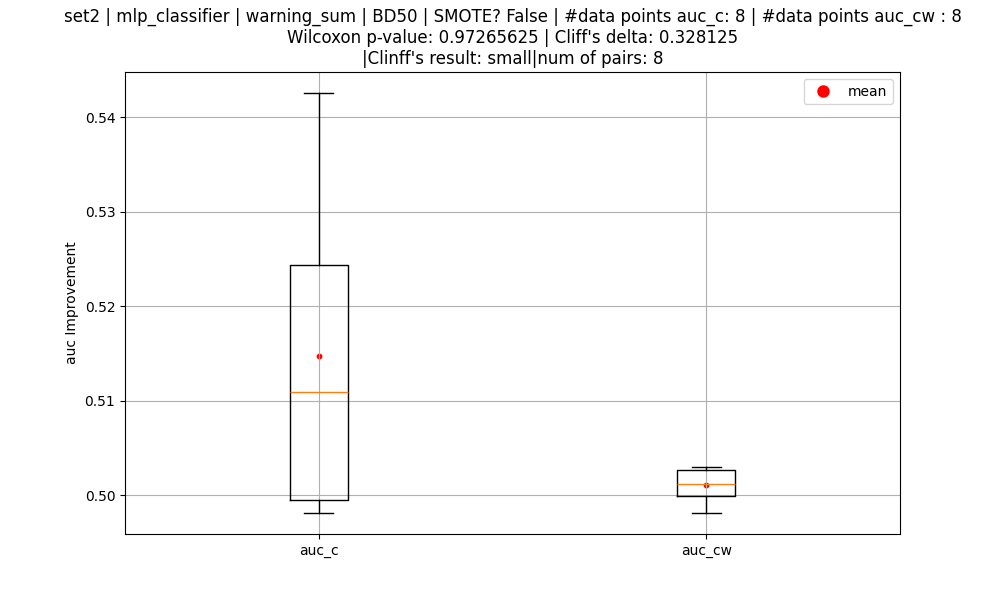 set2 | mlp_classifier | warning_sum | BD50 | SMOTE? False | #data points auc_c: 8 | #data points auc_cw : 8
Wilcoxon p-value: 0.97265625 | Cliff's delta: 0.328125
|Clinff's result: small|num of pairs: 8
mean
0.54
0.53
0.52
0.51
0.50
auc Improvement
auc_c
auc_cw